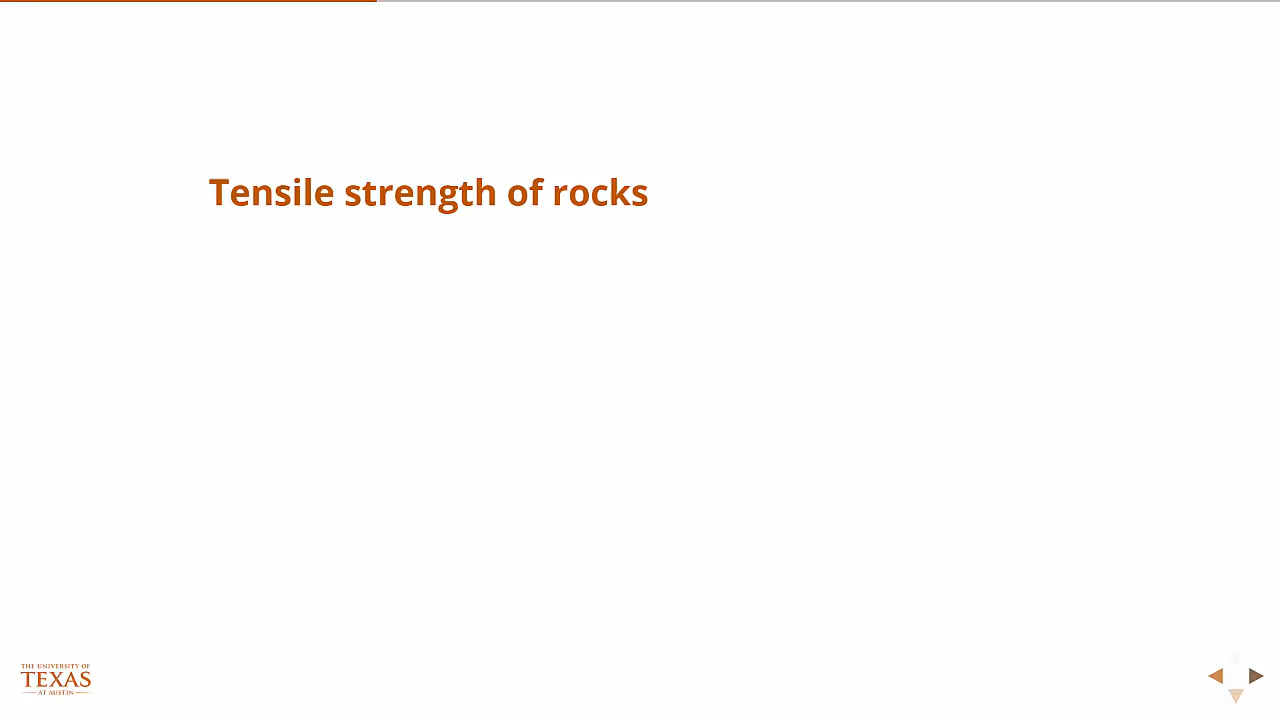 Tensile strength of rocks
THE UNIVERSITY OF
TEXAS
AT AUSTIN